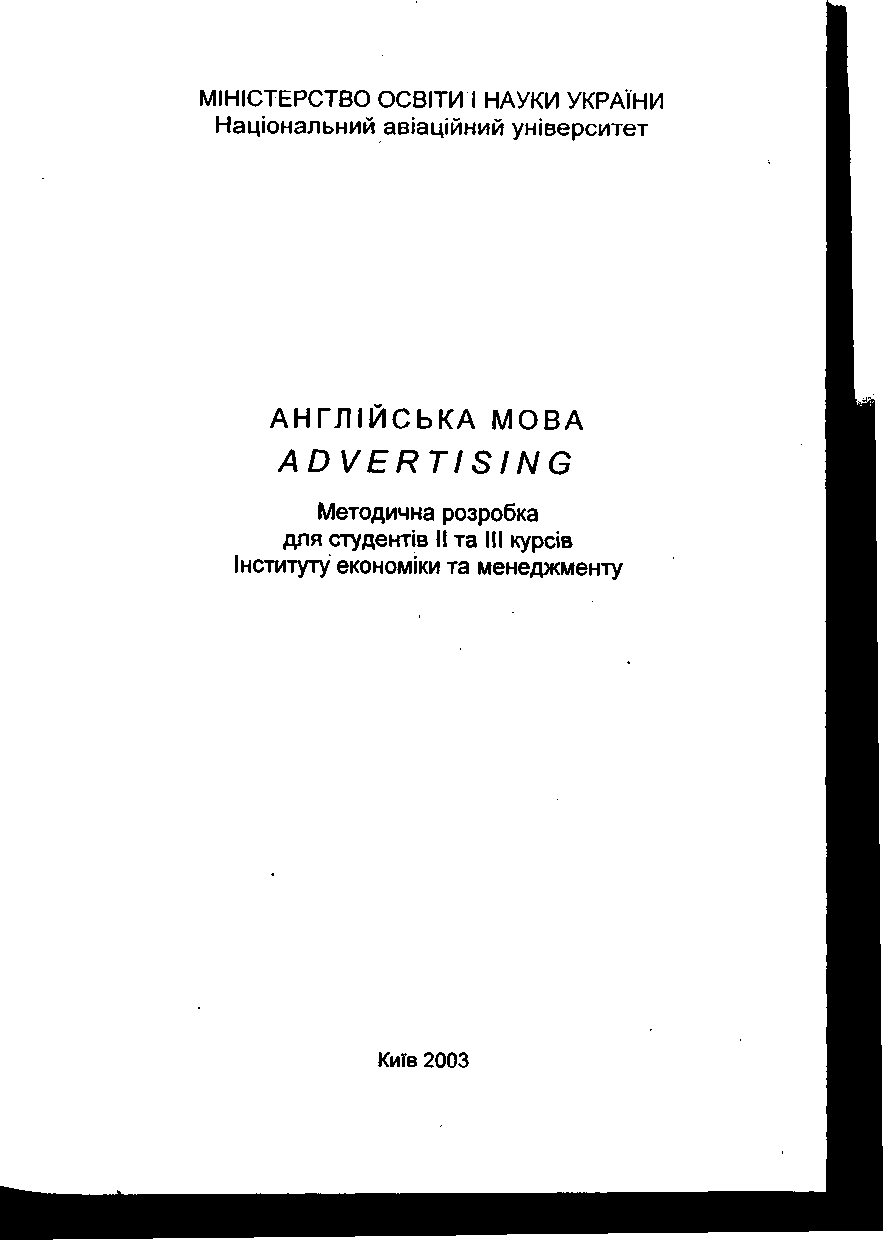 МІНІСТЕРСТВО ОСВІТИ І НАУКИ УКРАЇНИ
Національний авіаційний університет
АНГЛІЙСЬКА МОВА
ADVERTISING
Методична розробка
для студентів II та III курсів
Інституту економіки та менеджменту
Київ 2003